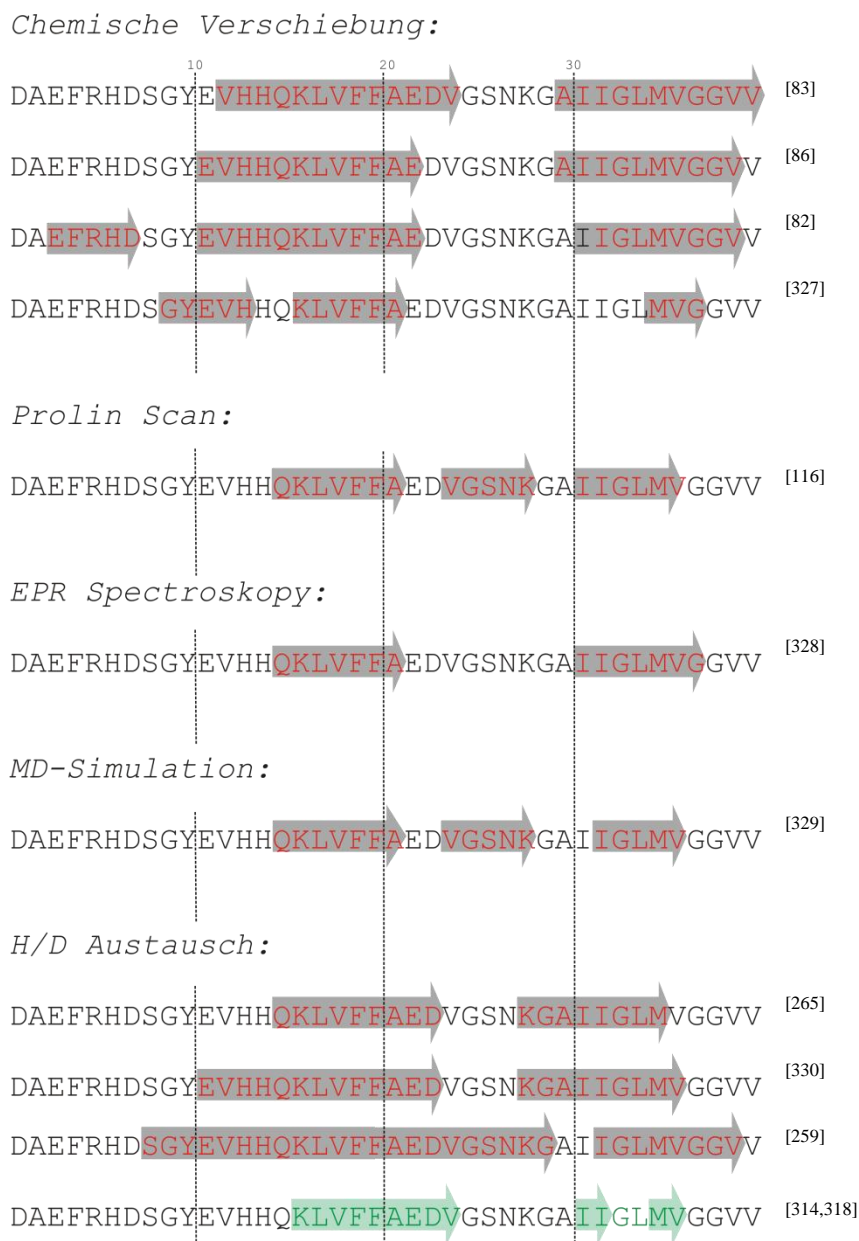 Chemische Verschiebung:
10 20 30
DAEFRHDSGYEVHHQKLVFFAEDVGSNKGAIIGLMVGGVV [83]
DAEFRHDSGYEVHHQKLVFFAEDVGSNKGAIIGLMVGGVV [86]
DAEFRHDSGYEVHHQKLVFFAEDVGSNKGAIIGLMVGGVV [82]
DAEFRHDSGYEVHHQKLVFFAEDVGSNKGAIIGLMVGGVV [327]
Prolin Scan:
DAEFRHDSGYEVHHQKLVFFAEDVGSNKGAIIGLMVGGVV [116]
EPR Spectroskopy:
DAEFRHDSGYEVHHQKLVFFAEDVGSNKGAIIGLMVGGVV [328]
MD-Simulation:
DAEFRHDSGYEVHHQKLVFFAEDVGSNKGAIIGLMVGGVV [329]
H/D Austausch:
DAEFRHDSGYEVHHQKLVFFAEDVGSNKGAIIGLMVGGVV [265]
DAEFRHDSGYEVHHQKLVFFAEDVGSNKGAIIGLMVGGVV [330]
DAEFRHDSGYEVHHQKLVFFAEDVGSNKGAIIGLMVGGVV [259]
DAEFRHDSGYEVHHQKLVFFAEDVGSNKGAIIGLMVGGVV [314,318]